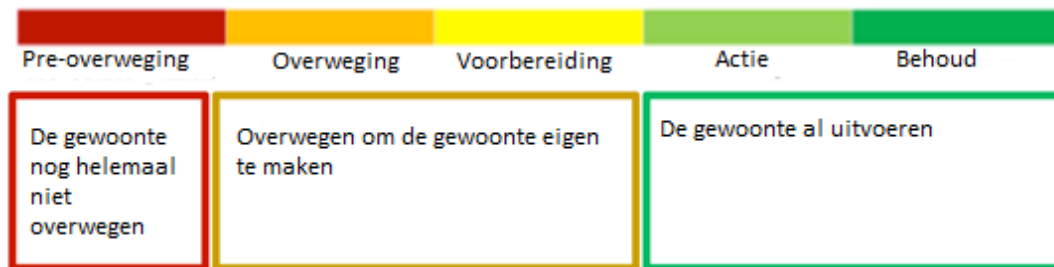 Pre-overweging Overweging Voorbereiding Actie Behoud
De gewoonte
nog helemaal
niet
overwegen
Overwegen om de gewoonte eigen
te maken
De gewoonte al uitvoeren